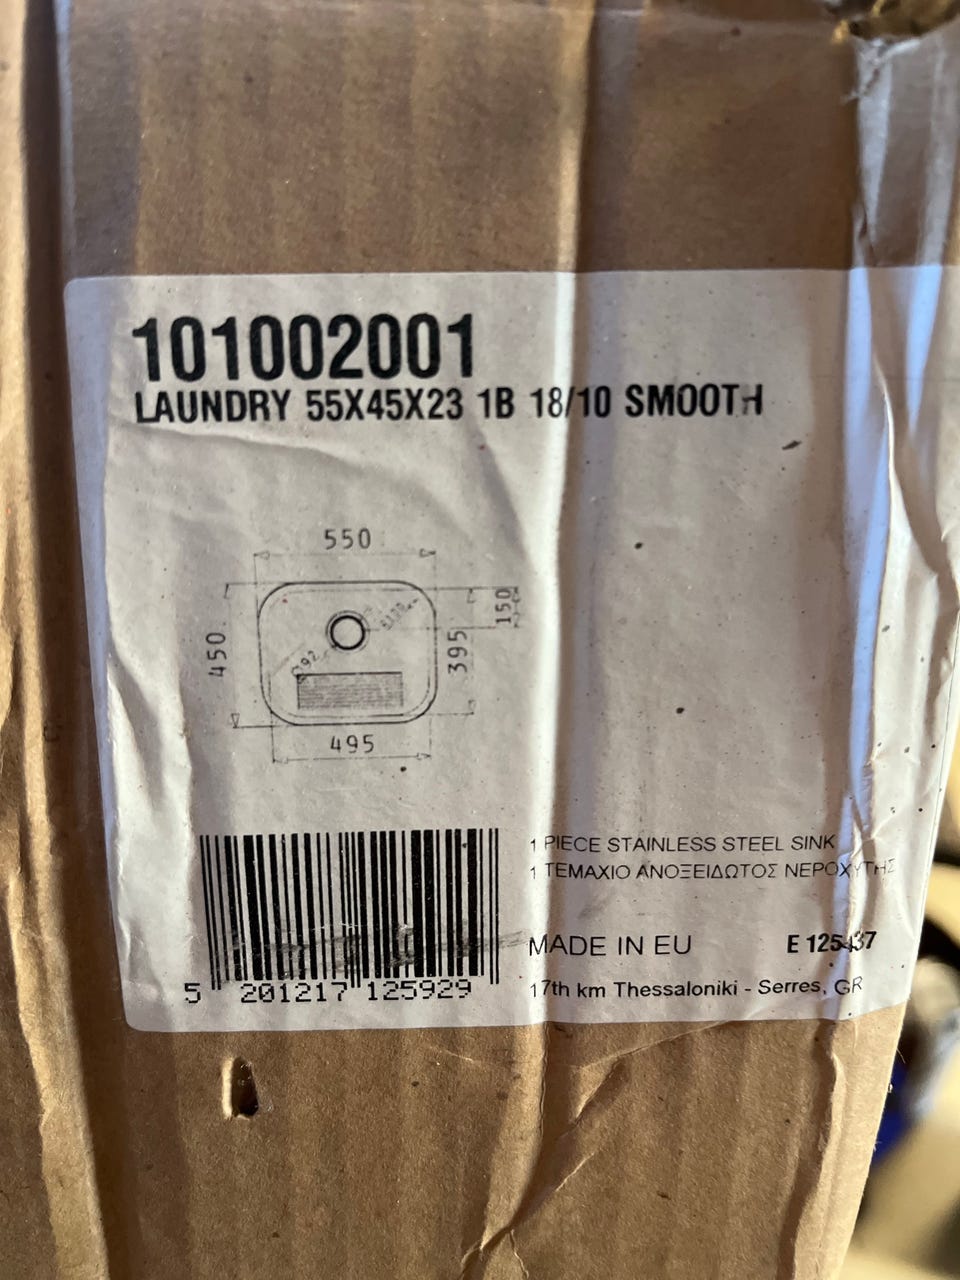 101002001
LAUNDRY 55X45X23 1B 18/10 SMOOTH
550
450
150
395
495
5 201217 125929
1 PIECE STAINLESS STEEL SINK
1 ΤΕΜΑΧΙΟ ΑΝΟΞΕΙΔΩΤΟΣ ΝΕΡΟΧΥΤΗΣ
MADE IN EU
E 125437
17th km Thessaloniki - Serres, GR